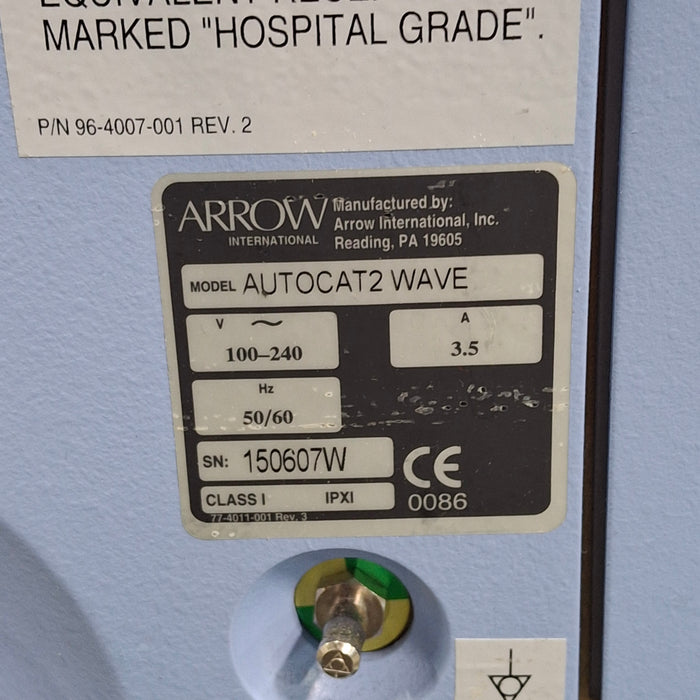 MARKED "HOSPITAL GRADE".
P/N 96-4007-001 REV. 2
ARROW
INTERNATIONAL
Manufactured by:
Arrow International, Inc.
Reading, PA 19605
MODEL AUTOCAT2 WAVE
V ~
100–240
A
3.5
Hz
50/60
SN: 150607W
CLASS I IPXI
77-4011-001 Rev. 3
CE
0086